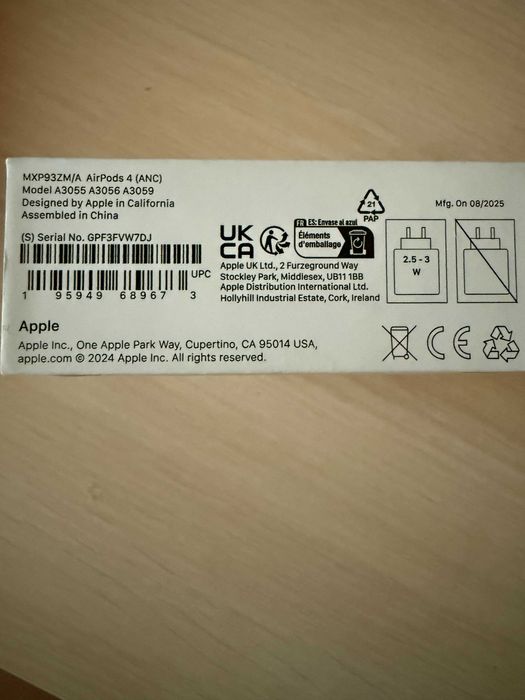 MXP93ZM/A AirPods 4 (ANC)
Model A3055 A3056 A3059
Designed by Apple in California
Assembled in China
(S) Serial No. GPF3FVW7DJ
UPC
1 95949 68967 3
UK
CA
FR ES: Envase al azul
Éléments
d'emballage
21
PAP
Apple UK Ltd., 2 Furzeground Way
Stockley Park, Middlesex, UB11 1BB
Apple Distribution International Ltd.
Hollyhill Industrial Estate, Cork, Ireland
Mfg. On 08/2025
2.5 - 3
W
CE
Apple
Apple Inc., One Apple Park Way, Cupertino, CA 95014 USA,
apple.com © 2024 Apple Inc. All rights reserved.